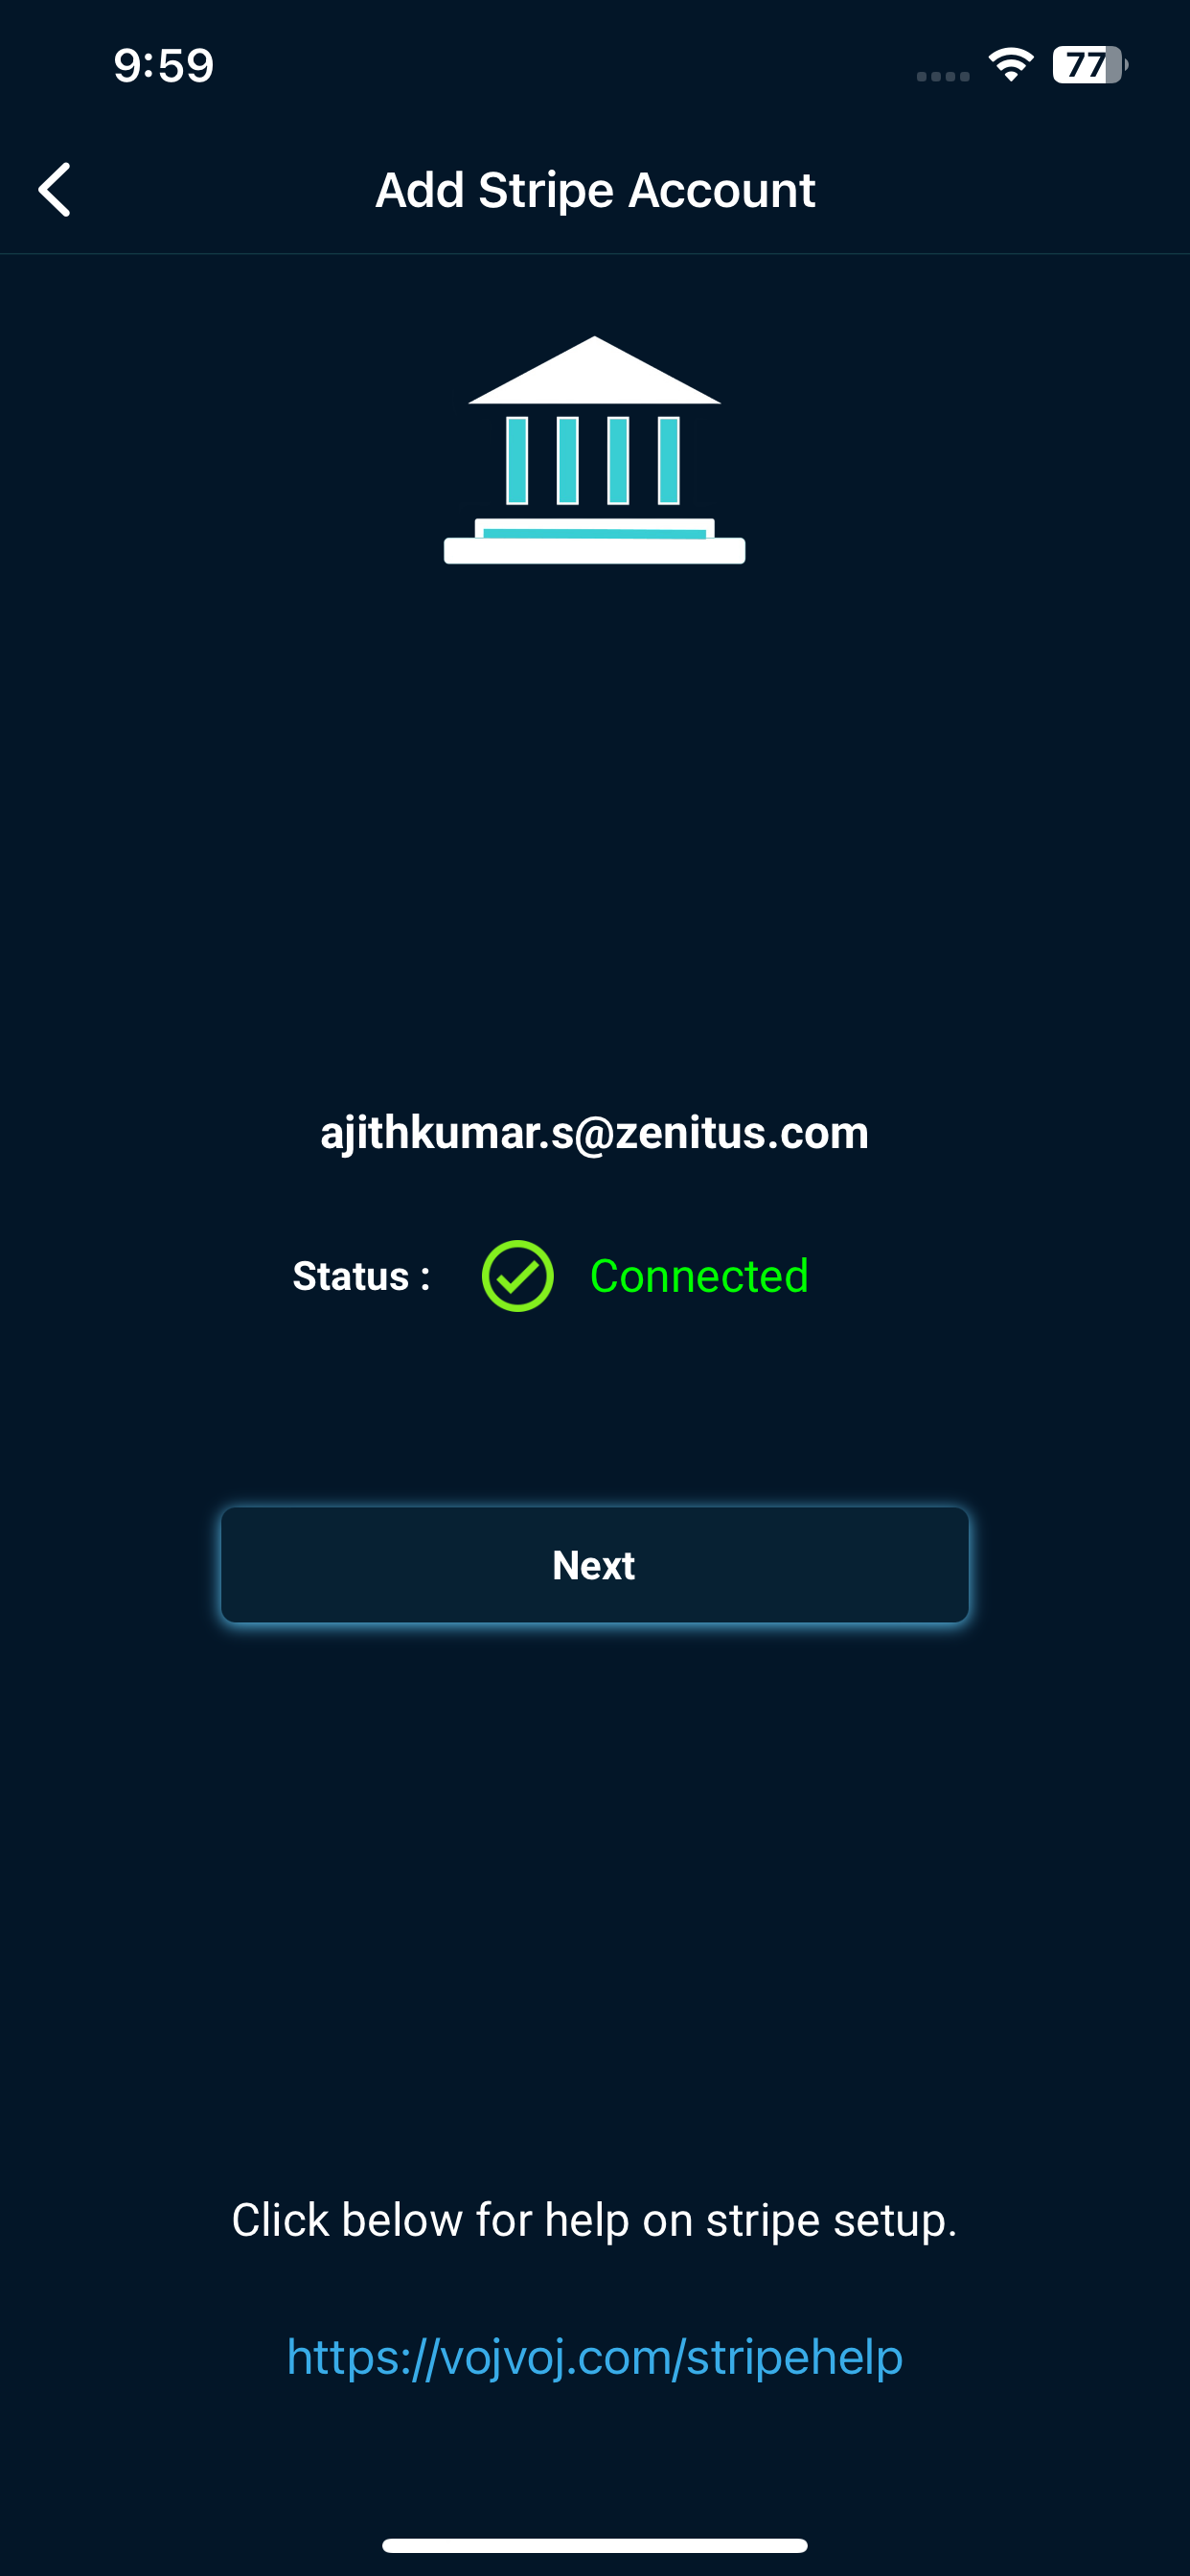 9:59
77
Add Stripe Account
ajithkumar.s@zenitus.com
Status :
Connected
Next
Click below for help on stripe setup.
https://vojvoj.com/stripehelp